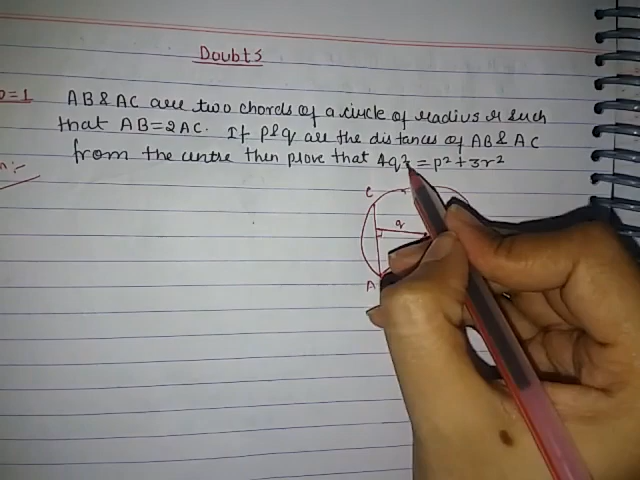 Doubts
Q=1 AB & AC are two chords of a circle of radius r such
that AB=2AC. If p & q are the distances of AB & AC
from the centre then prove that 4q² = p² + 3r²
C
q
A